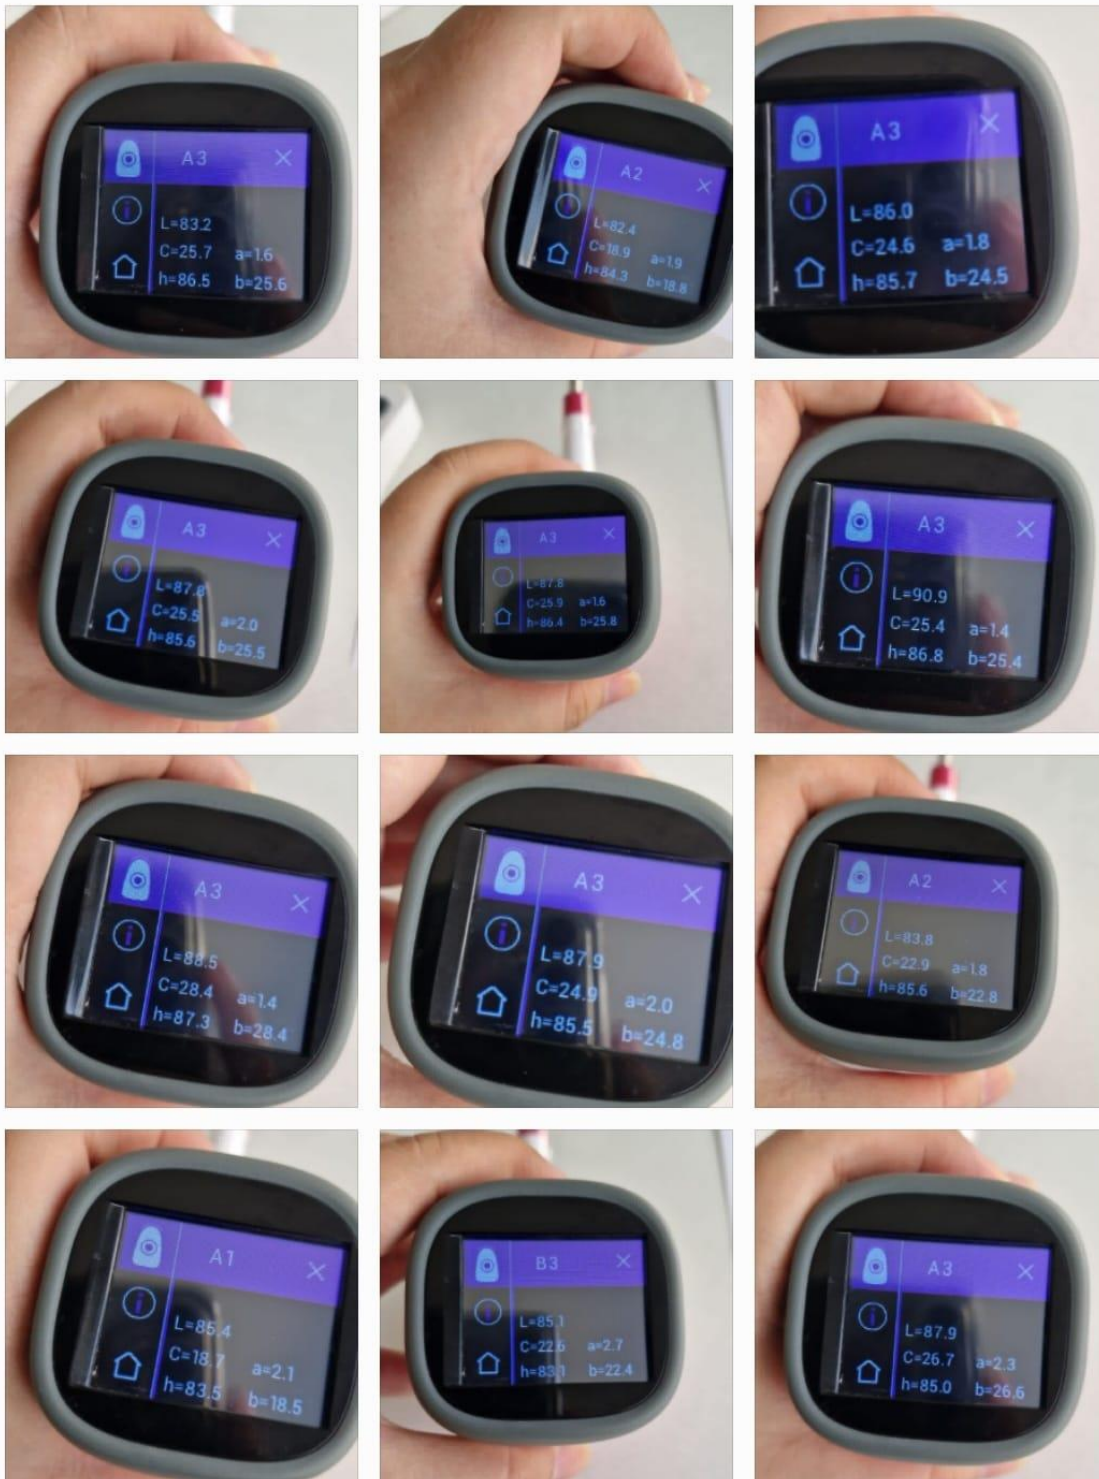 A3
L=83.2
C=25.7 a=1.6
h=86.5 b=25.6
A2
L=82.4
C=18.9 a=1.9
h=84.3 b=18.8
A3
L=86.0
C=24.6 a=1.8
h=85.7 b=24.5
A3
L=87.8
C=25.5 a=2.0
h=85.6 b=25.5
A3
L=87.8
C=25.9 a=1.6
h=86.4 b=25.8
A3
L=90.9
C=25.4 a=1.4
h=86.8 b=25.4
A3
L=88.5
C=28.4 a=1.4
h=87.3 b=28.4
A3
L=87.9
C=24.9 a=2.0
h=85.5 b=24.8
A2
L=83.8
C=22.9 a=1.8
h=85.6 b=22.8
A1
L=85.4
C=18.7 a=2.1
h=83.5 b=18.5
B3
L=85.1
C=22.6 a=2.7
h=83.1 b=22.4
A3
L=87.9
C=26.7 a=2.3
h=85.0 b=26.6